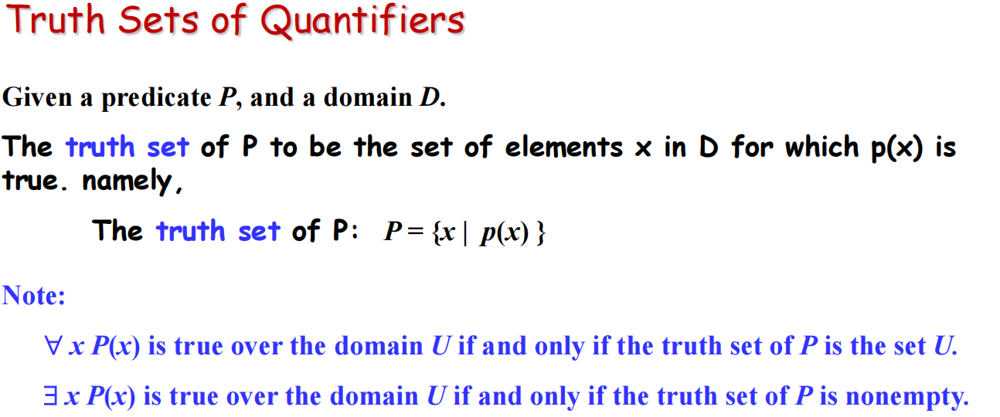 Truth Sets of Quantifiers
Given a predicate P, and a domain D.
The truth set of P to be the set of elements x in D for which p(x) is
true. namely,
The truth set of P: P = {x | p(x) }
Note:
∀ x P(x) is true over the domain U if and only if the truth set of P is the set U.
∃ x P(x) is true over the domain U if and only if the truth set of P is nonempty.